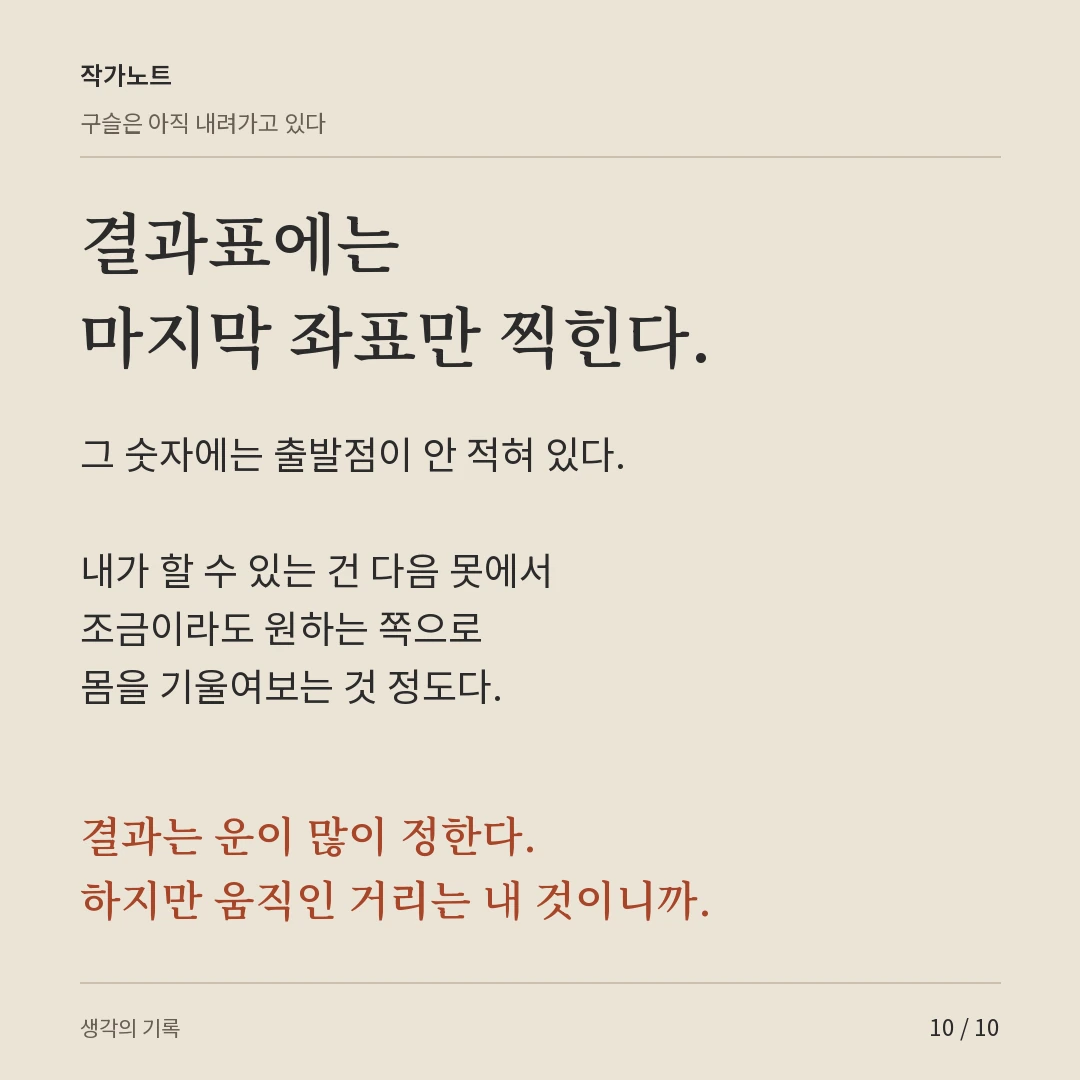 작가노트
구슬은 아직 내려가고 있다
결과표에는
마지막 좌표만 찍힌다.
그 숫자에는 출발점이 안 적혀 있다.
내가 할 수 있는 건 다음 못에서
조금이라도 원하는 쪽으로
몸을 기울여보는 것 정도다.
결과는 운이 많이 정한다.
하지만 움직인 거리는 내 것이니까.
생각의 기록
10 / 10